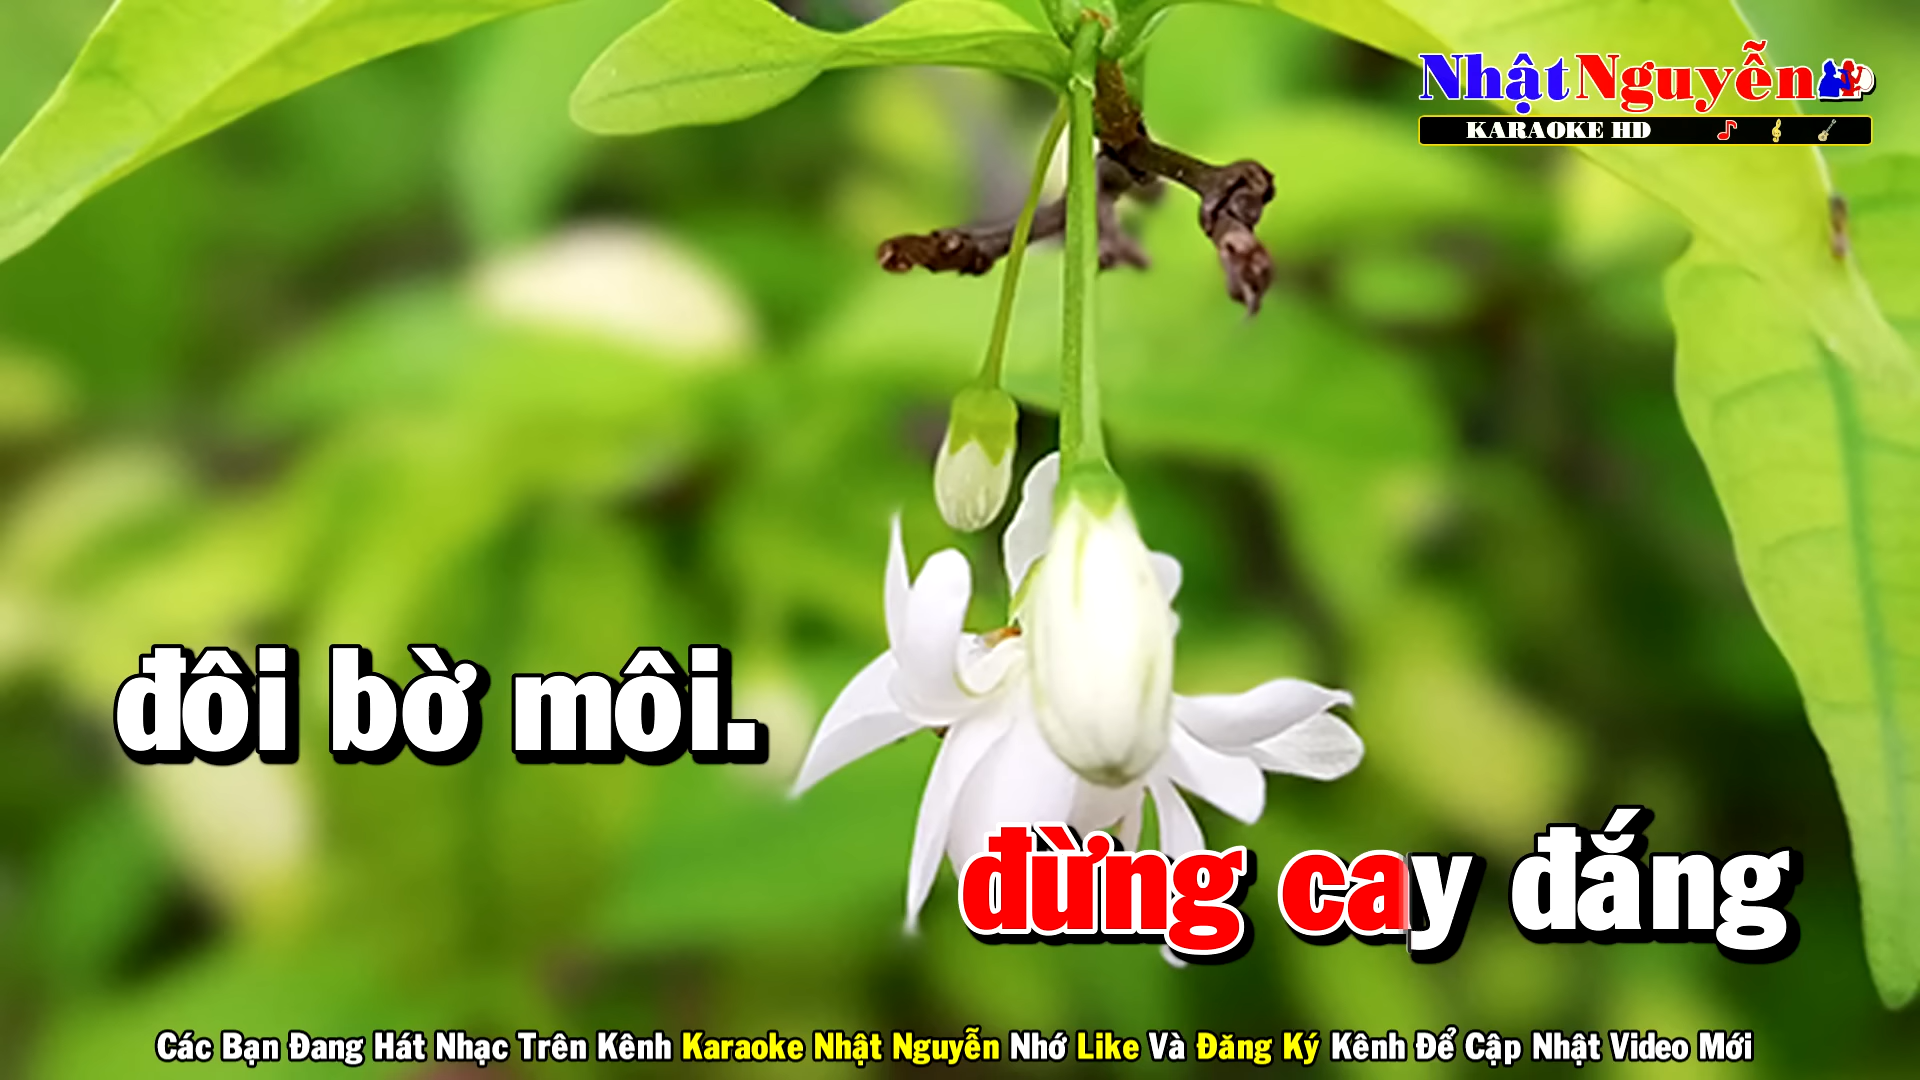 Nhật Nguyễn
KARAOKE HD
đôi bờ môi.
đừng cay đắng
Các Bạn Đang Hát Nhạc Trên Kênh Karaoke Nhật Nguyễn Nhớ Like Và Đăng Ký Kênh Để Cập Nhật Video Mới